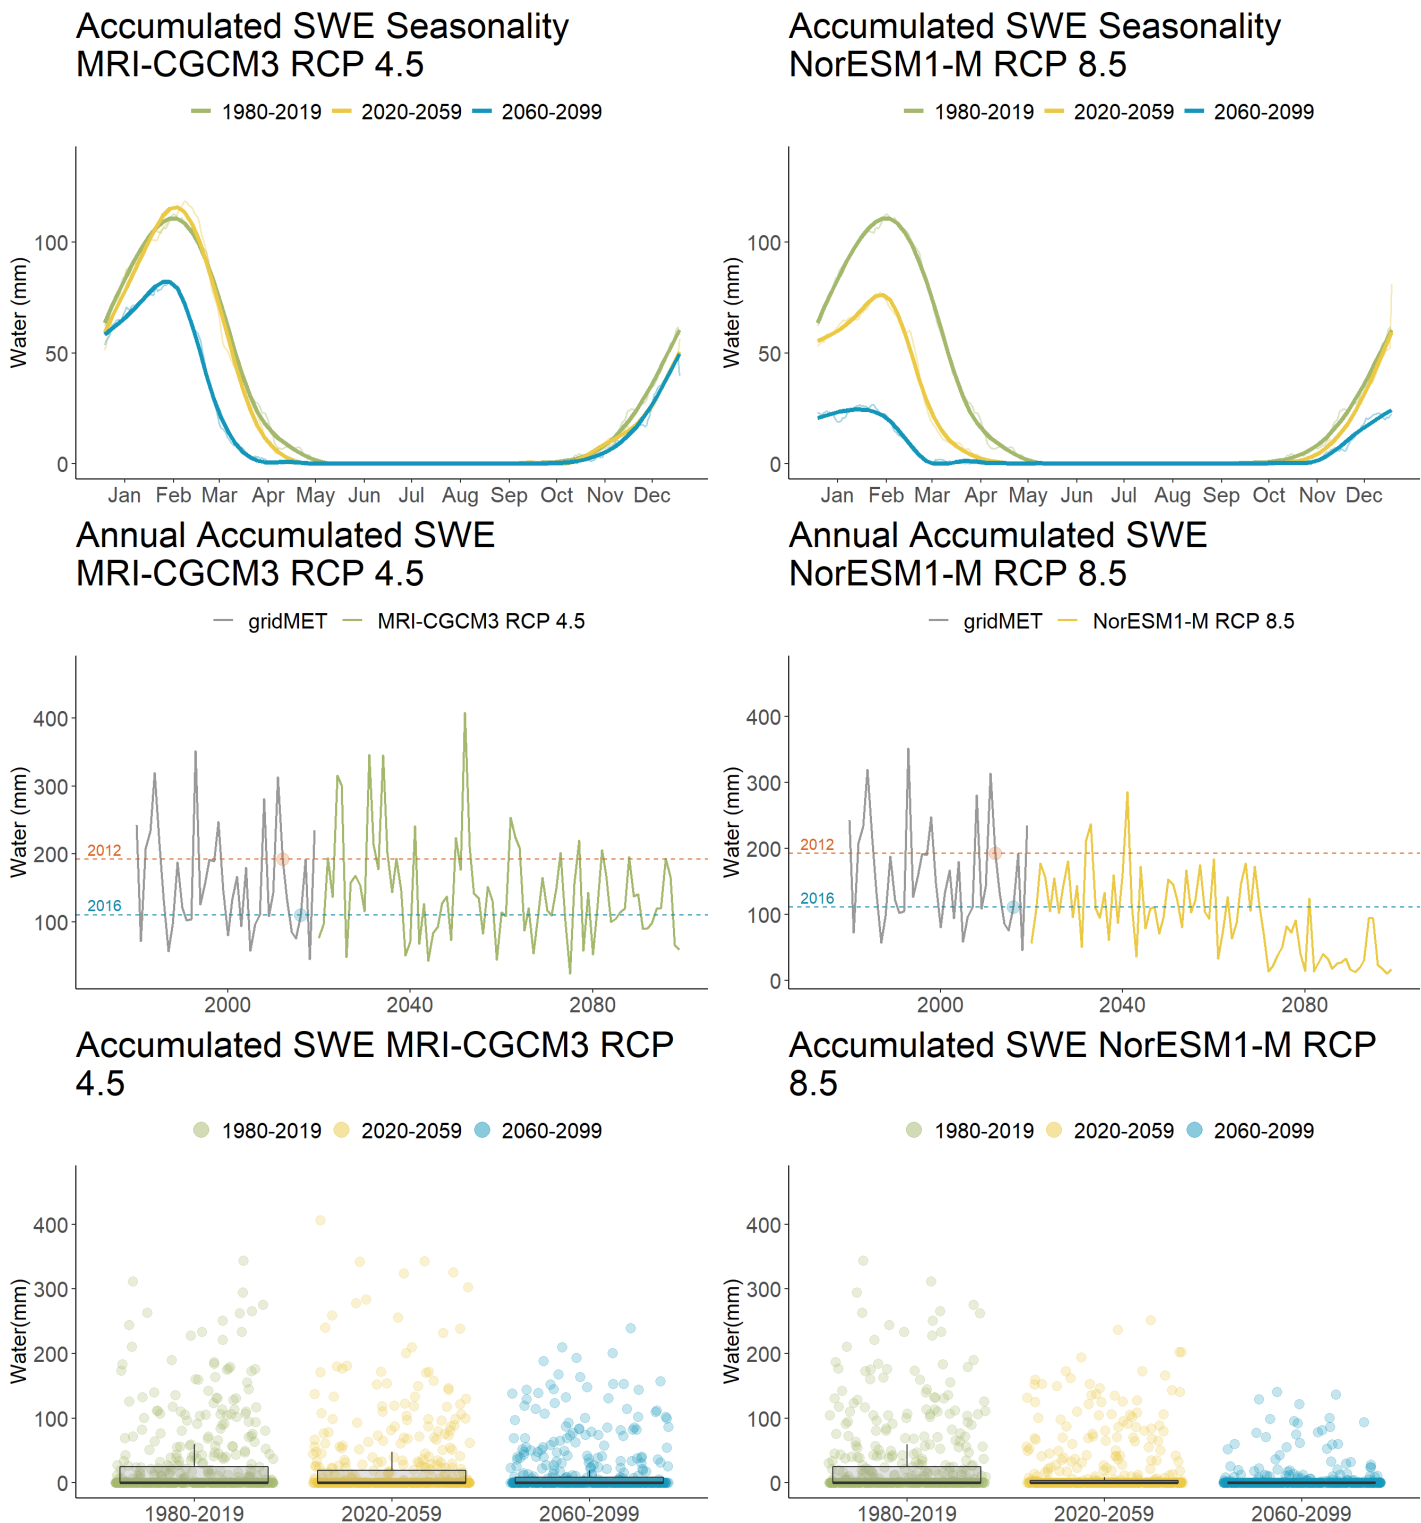 Accumulated SWE Seasonality
MRI-CGCM3 RCP 4.5
1980-2019 2020-2059 2060-2099
Water (mm)
100
50
0
Jan Feb Mar Apr May Jun Jul Aug Sep Oct Nov Dec
Accumulated SWE Seasonality
NorESM1-M RCP 8.5
1980-2019 2020-2059 2060-2099
Water (mm)
100
50
0
Jan Feb Mar Apr May Jun Jul Aug Sep Oct Nov Dec
Annual Accumulated SWE
MRI-CGCM3 RCP 4.5
gridMET MRI-CGCM3 RCP 4.5
Water (mm)
400
300
200
100
2012
2016
2000 2040 2080
Annual Accumulated SWE
NorESM1-M RCP 8.5
gridMET NorESM1-M RCP 8.5
Water (mm)
400
300
200
100
0
2012
2016
2000 2040 2080
Accumulated SWE MRI-CGCM3 RCP
4.5
1980-2019 2020-2059 2060-2099
Water(mm)
400
300
200
100
0
1980-2019 2020-2059 2060-2099
Accumulated SWE NorESM1-M RCP
8.5
1980-2019 2020-2059 2060-2099
Water(mm)
400
300
200
100
0
1980-2019 2020-2059 2060-2099